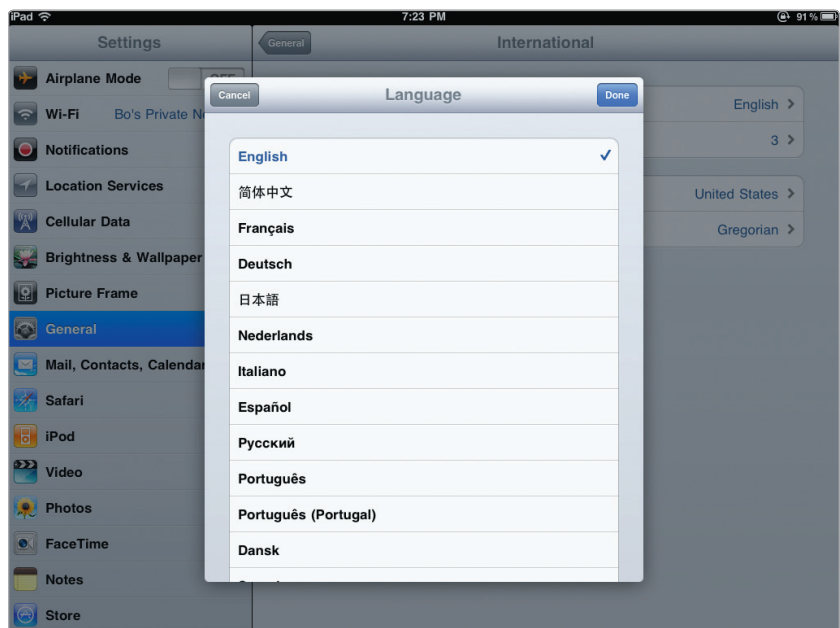 iPad 7:23 PM 91%
Settings
General International
Airplane Mode
Wi-Fi Bo's Private
Notifications
Location Services
Cellular Data
Brightness & Wallpaper
Picture Frame
General
Mail, Contacts,
Safari
iPod
Video
Photos
FaceTime
Notes
Store
Cancel Language Done
English
简体中文
Français
Deutsch
日本語
Nederlands
Italiano
Español
Русский
Português
Português (Portugal)
Dansk
English
3
United States
Gregorian